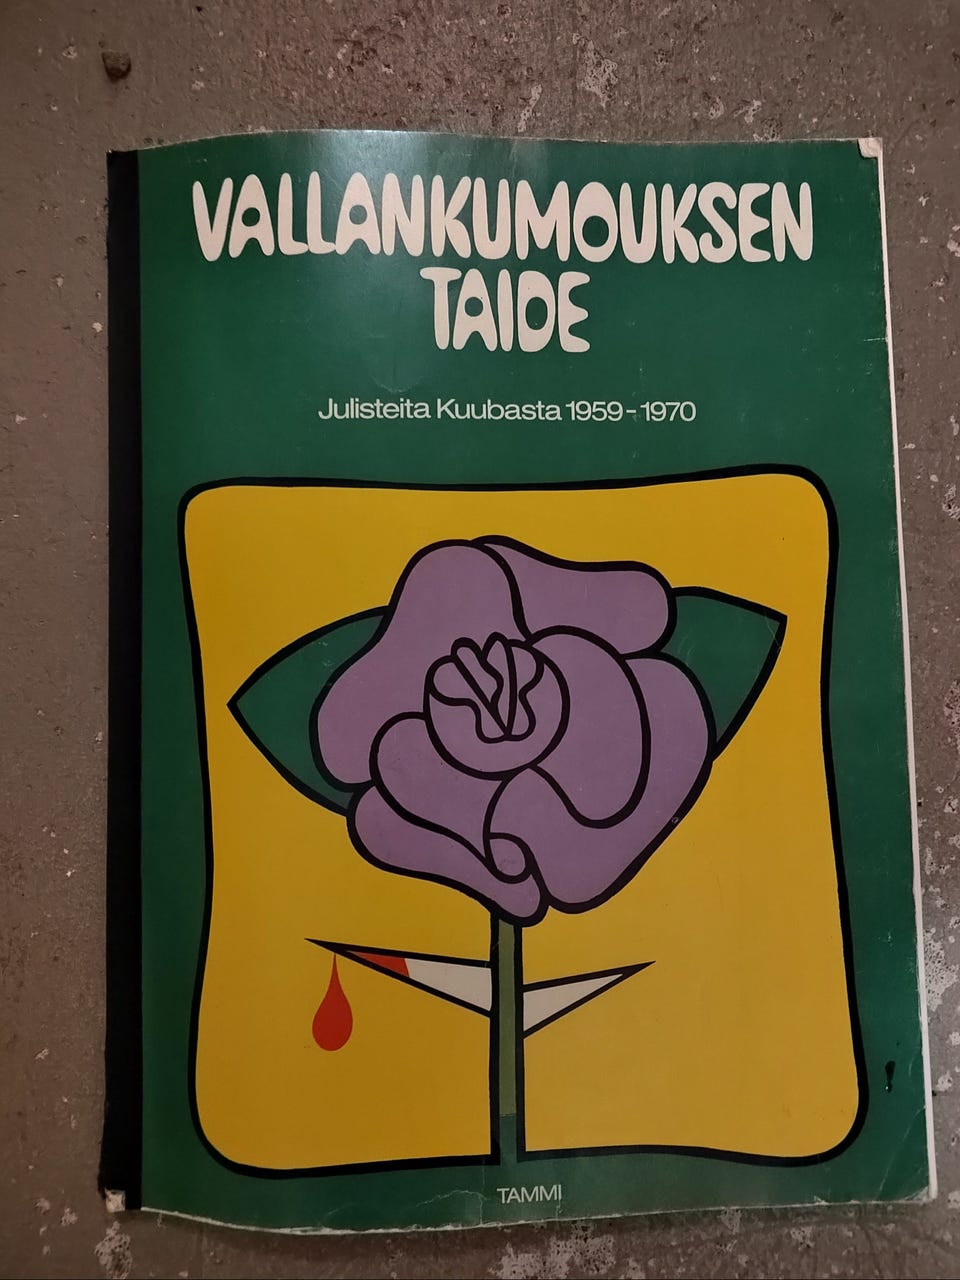 VALLANKUMOUKSEN
TAIDE
Julisteita Kuubasta 1959-1970
TAMMI